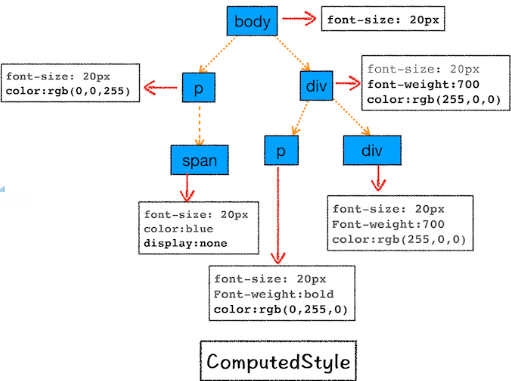 body
font-size: 20px
font-size: 20px
color:rgb(0,0,255)
p
div
font-size: 20px
font-weight:700
color:rgb(255,0,0)
span
p
div
font-size: 20px
color:blue
display:none
font-size: 20px
Font-weight:700
color:rgb(255,0,0)
font-size: 20px
Font-weight:bold
color:rgb(0,255,0)
ComputedStyle